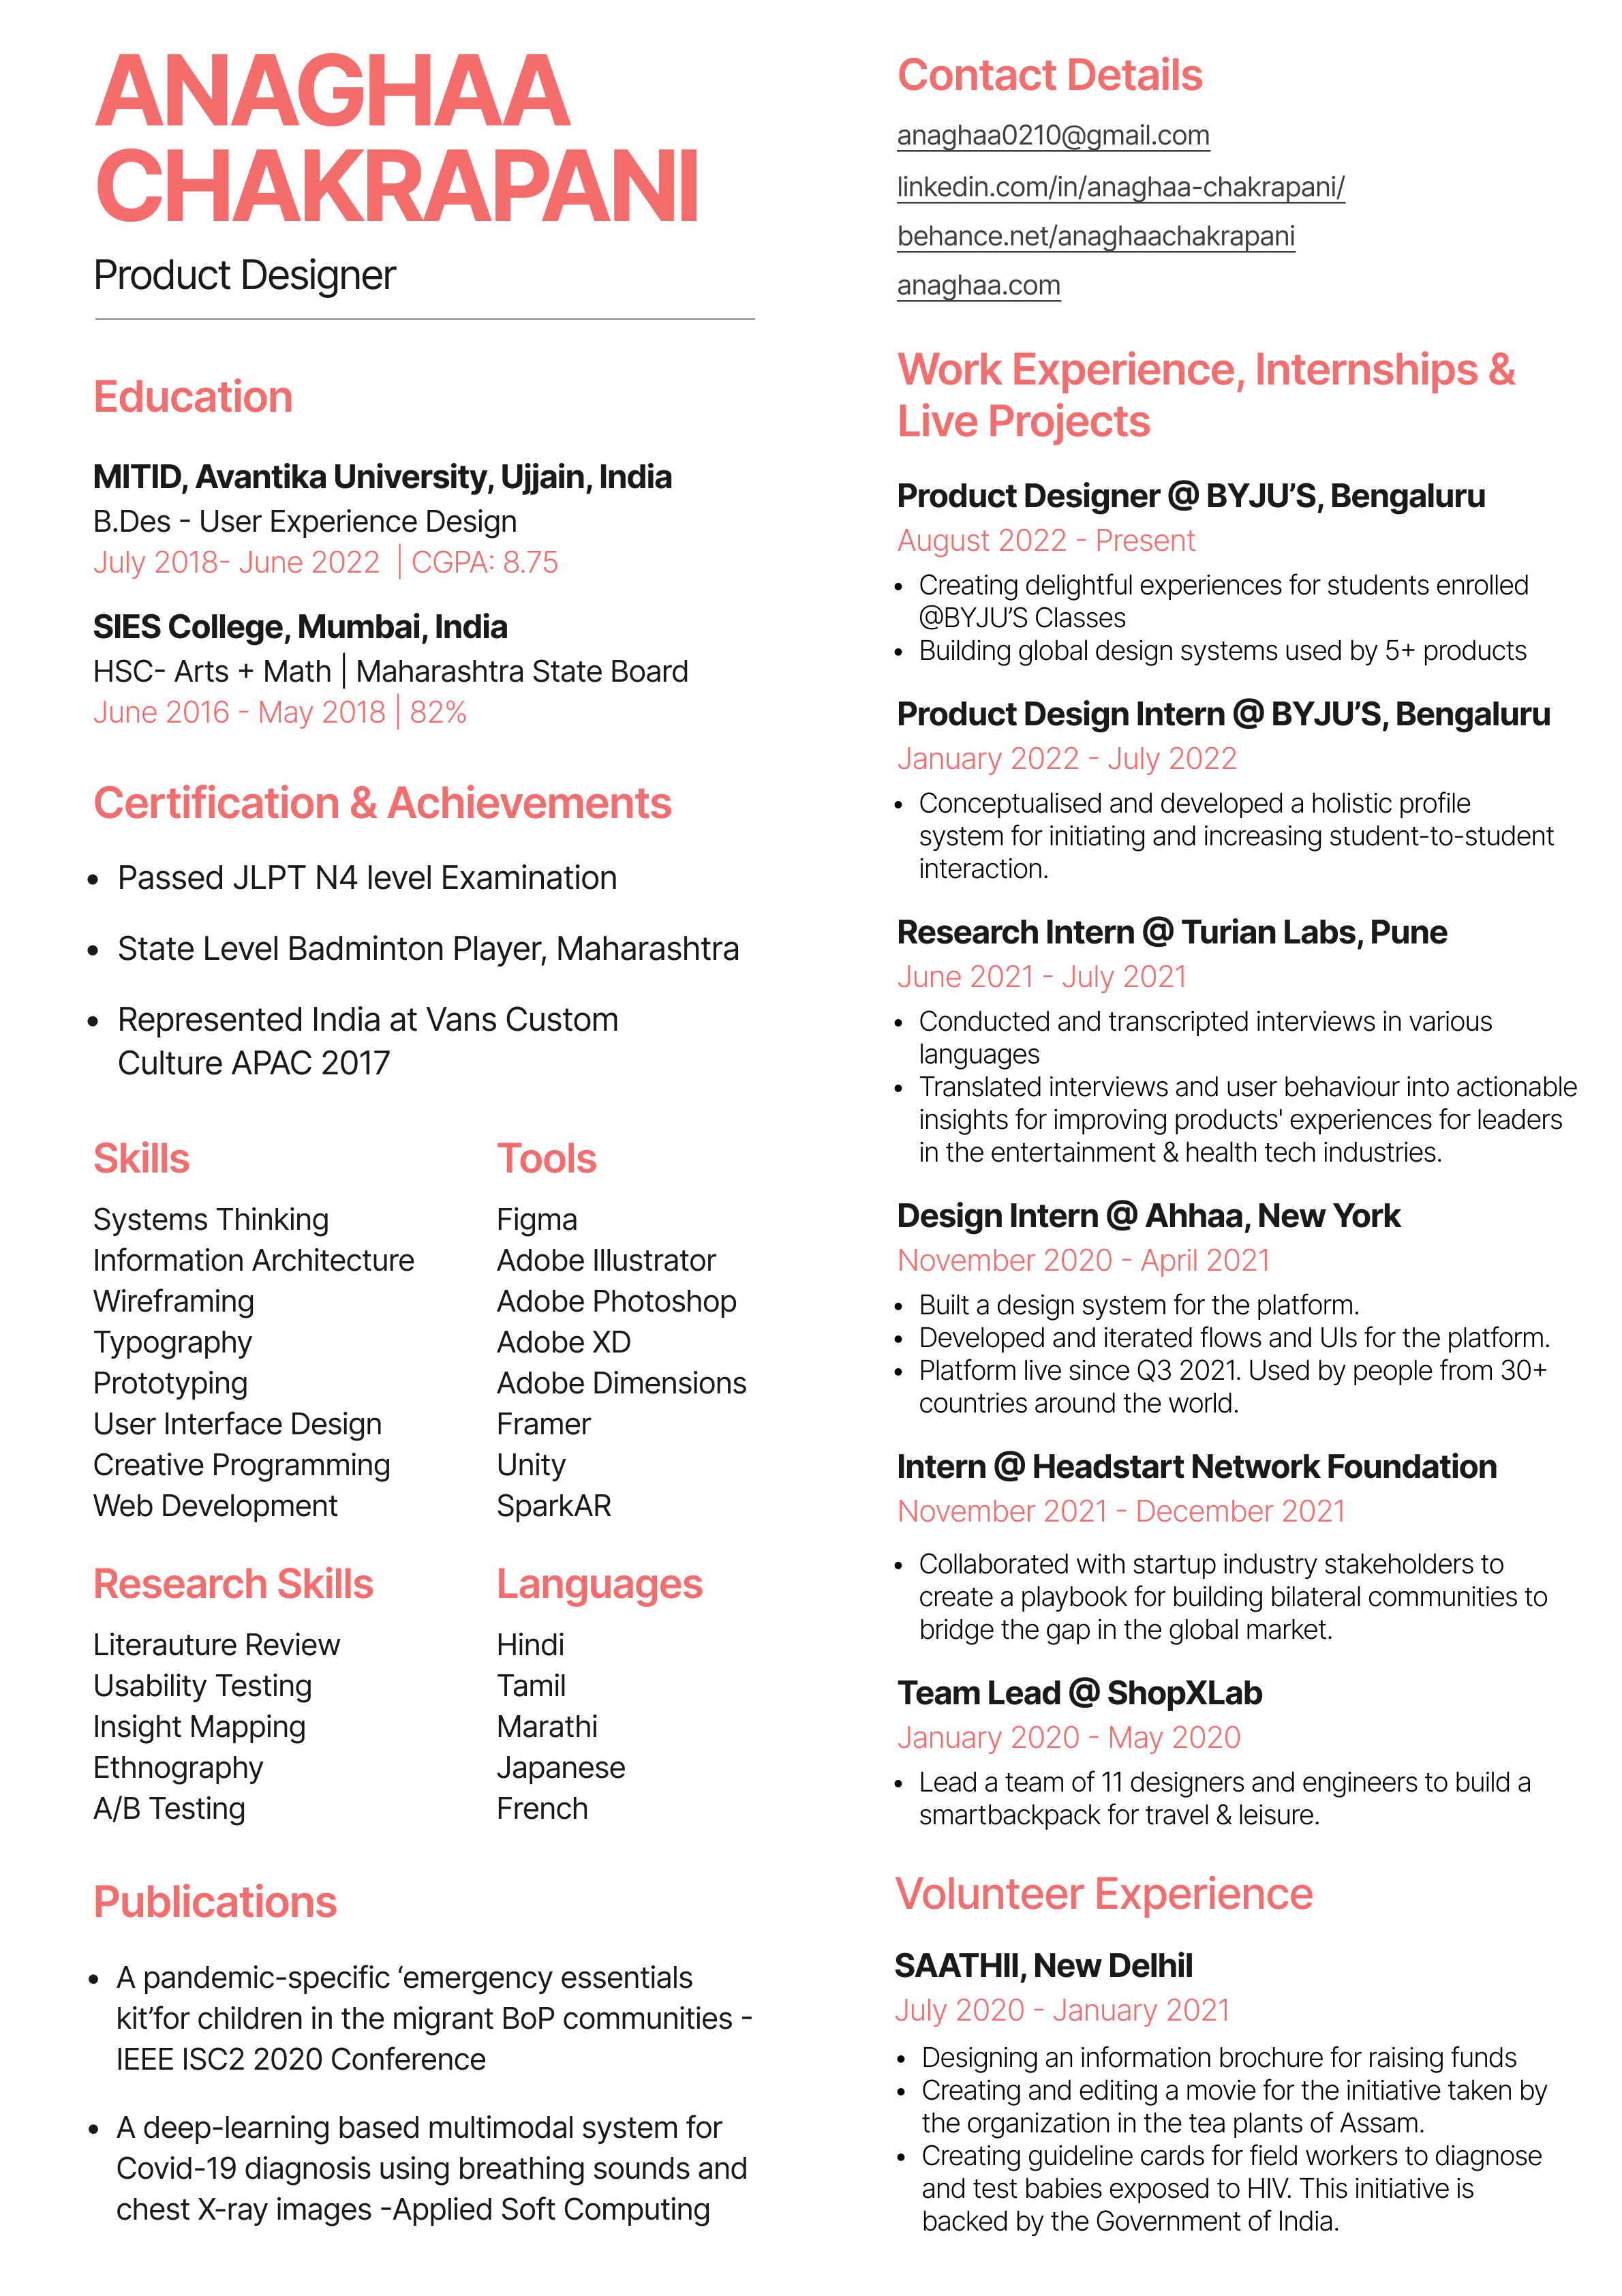 ANAGHAA
CHAKRAPANI
Product Designer
Education
MITID, Avantika University, Ujjain, India
B.Des - User Experience Design
July 2018- June 2022 | CGPA: 8.75
SIES College, Mumbai, India
HSC- Arts + Math | Maharashtra State Board
June 2016 - May 2018 | 82%
Certification & Achievements
• Passed JLPT N4 level Examination
• State Level Badminton Player, Maharashtra
• Represented India at Vans Custom
Culture APAC 2017
Skills
Systems Thinking
Information Architecture
Wireframing
Typography
Prototyping
User Interface Design
Creative Programming
Web Development
Tools
Figma
Adobe Illustrator
Adobe Photoshop
Adobe XD
Adobe Dimensions
Framer
Unity
SparkAR
Research Skills
Literauture Review
Usability Testing
Insight Mapping
Ethnography
A/B Testing
Languages
Hindi
Tamil
Marathi
Japanese
French
Publications
• A pandemic-specific ‘emergency essentials
kit’for children in the migrant BoP communities -
IEEE ISC2 2020 Conference
• A deep-learning based multimodal system for
Covid-19 diagnosis using breathing sounds and
chest X-ray images -Applied Soft Computing
Contact Details
anaghaa0210@gmail.com
linkedin.com/in/anaghaa-chakrapani/
behance.net/anaghaachakrapani
anaghaa.com
Work Experience, Internships &
Live Projects
Product Designer @ BYJU’S, Bengaluru
August 2022 - Present
• Creating delightful experiences for students enrolled
@BYJU’S Classes
• Building global design systems used by 5+ products
Product Design Intern @ BYJU’S, Bengaluru
January 2022 - July 2022
• Conceptualised and developed a holistic profile
system for initiating and increasing student-to-student
interaction.
Research Intern @ Turian Labs, Pune
June 2021 - July 2021
• Conducted and transcripted interviews in various
languages
• Translated interviews and user behaviour into actionable
insights for improving products' experiences for leaders
in the entertainment & health tech industries.
Design Intern @ Ahhaa, New York
November 2020 - April 2021
• Built a design system for the platform.
• Developed and iterated flows and UIs for the platform.
• Platform live since Q3 2021. Used by people from 30+
countries around the world.
Intern @ Headstart Network Foundation
November 2021 - December 2021
• Collaborated with startup industry stakeholders to
create a playbook for building bilateral communities to
bridge the gap in the global market.
Team Lead @ ShopXLab
January 2020 - May 2020
• Lead a team of 11 designers and engineers to build a
smartbackpack for travel & leisure.
Volunteer Experience
SAATHII, New Delhil
July 2020 - January 2021
• Designing an information brochure for raising funds
• Creating and editing a movie for the initiative taken by
the organization in the tea plants of Assam.
• Creating guideline cards for field workers to diagnose
and test babies exposed to HIV. This initiative is
backed by the Government of India.